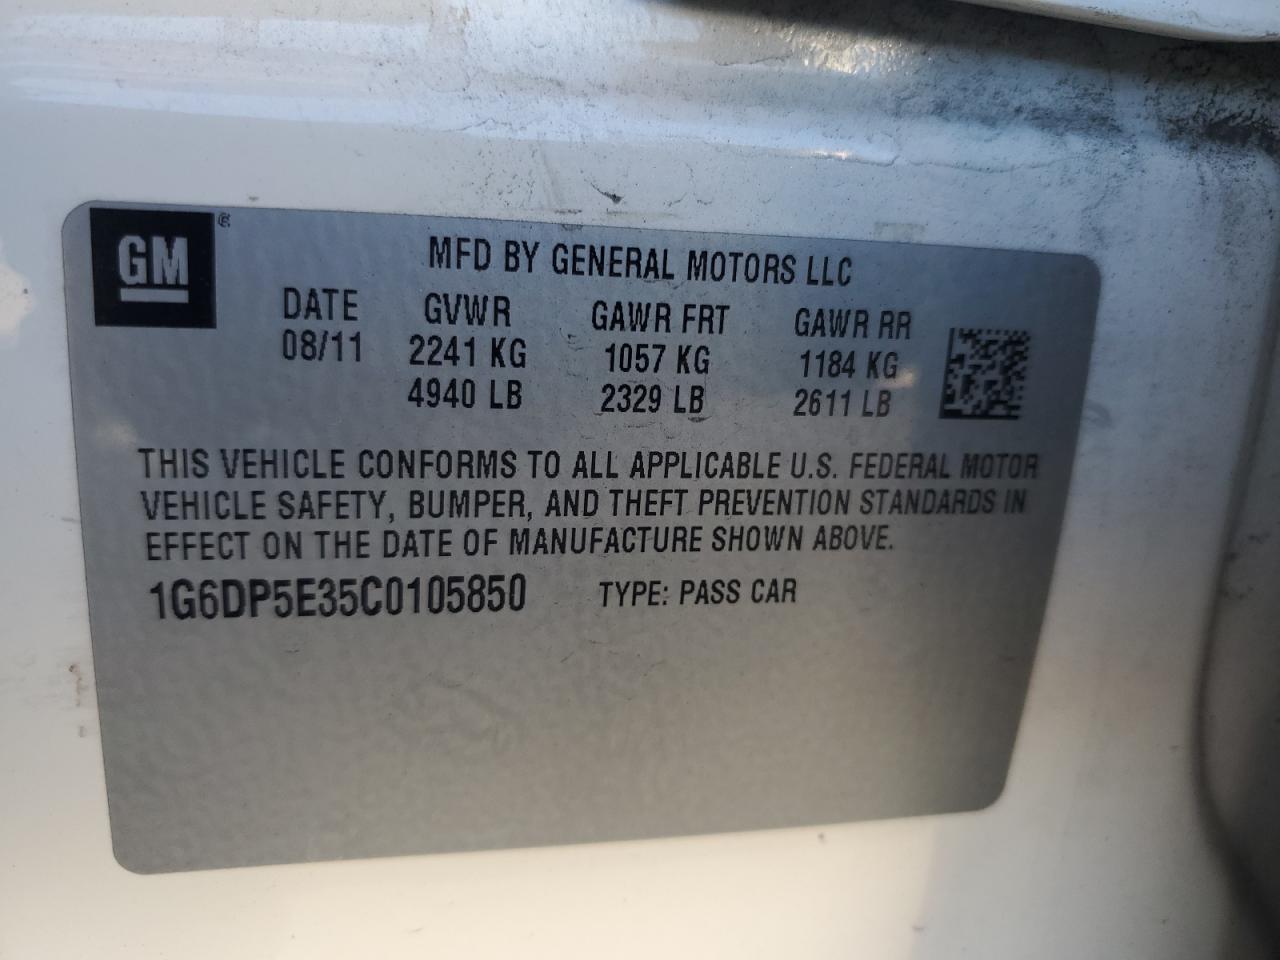 GM ®
MFD BY GENERAL MOTORS LLC
DATE GVWR GAWR FRT GAWR RR
08/11 2241 KG 1057 KG 1184 KG
4940 LB 2329 LB 2611 LB
THIS VEHICLE CONFORMS TO ALL APPLICABLE U.S. FEDERAL MOTOR
VEHICLE SAFETY, BUMPER, AND THEFT PREVENTION STANDARDS IN
EFFECT ON THE DATE OF MANUFACTURE SHOWN ABOVE.
1G6DP5E35C0105850 TYPE: PASS CAR